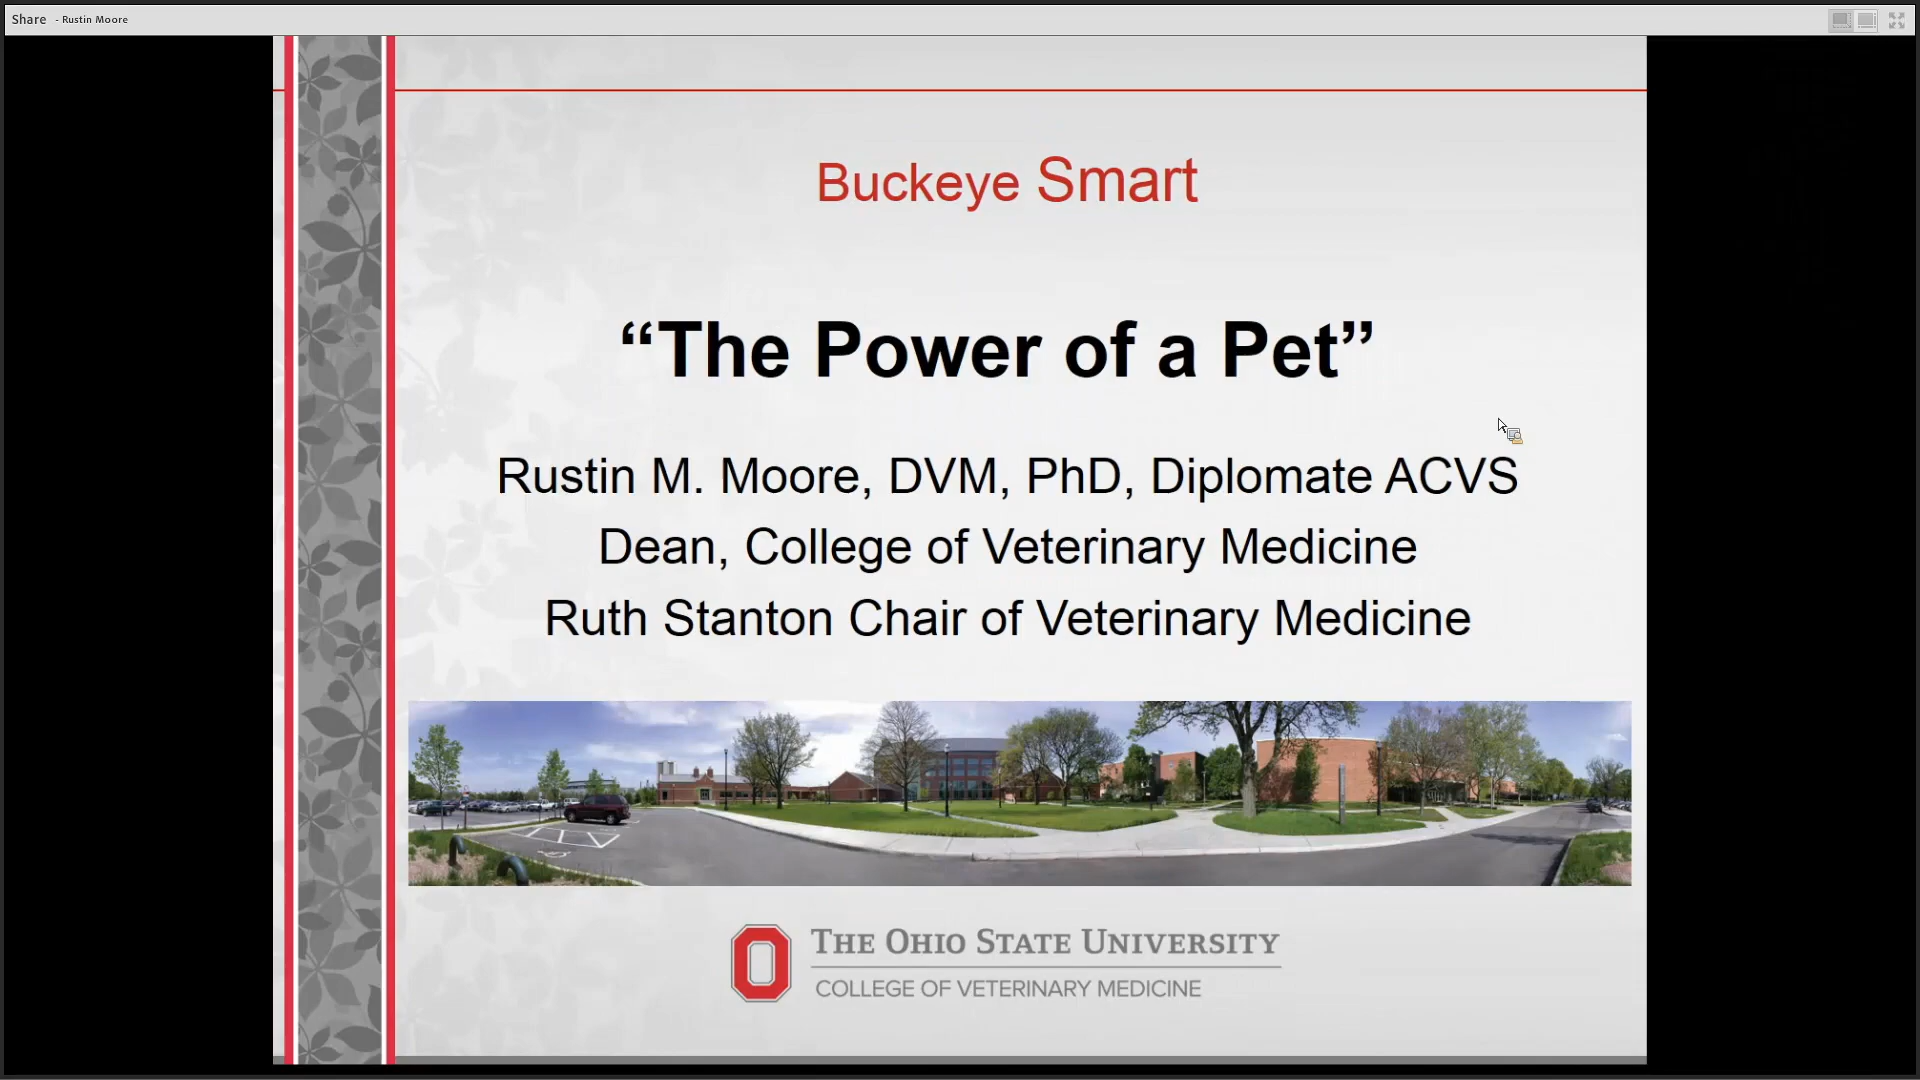 Share - Rustin Moore
Buckeye Smart
“The Power of a Pet”
Rustin M. Moore, DVM, PhD, Diplomate ACVS
Dean, College of Veterinary Medicine
Ruth Stanton Chair of Veterinary Medicine
THE OHIO STATE UNIVERSITY
COLLEGE OF VETERINARY MEDICINE